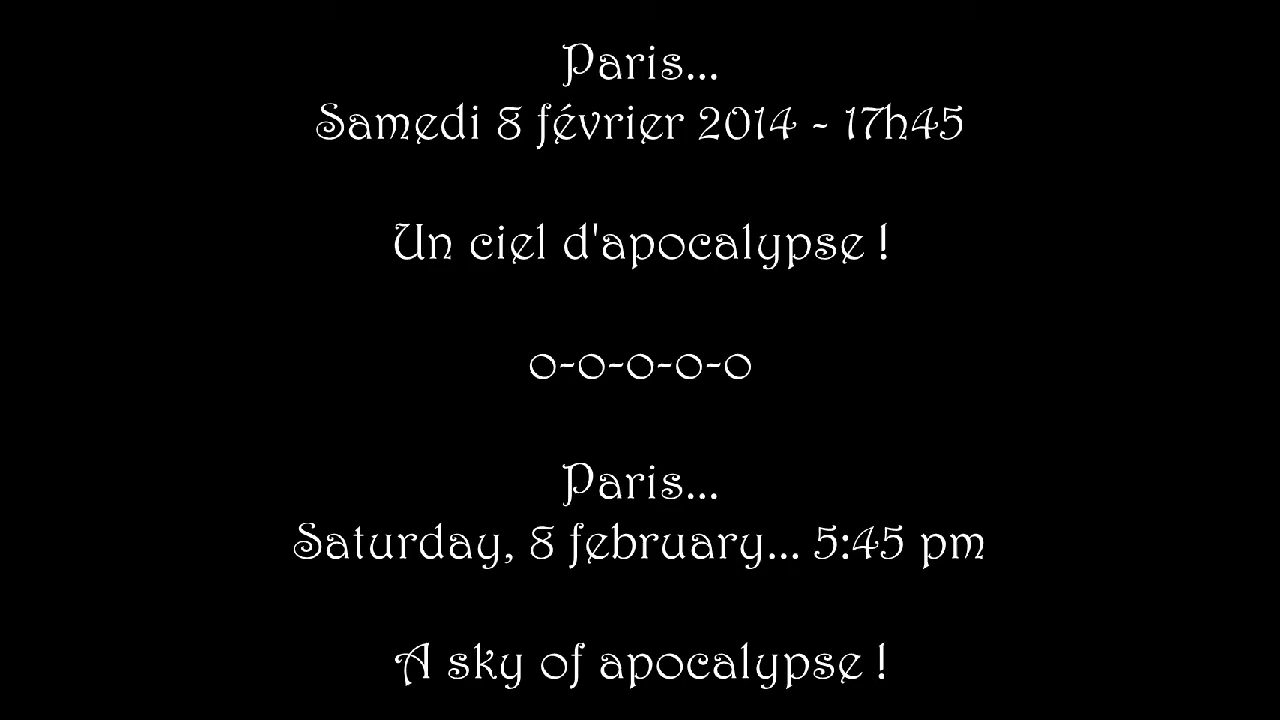 Paris...
Samedi 8 février 2014 - 17h45
Un ciel d'apocalypse !
o-o-o-o-o
Paris...
Saturday, 8 february... 5:45 pm
A sky of apocalypse !